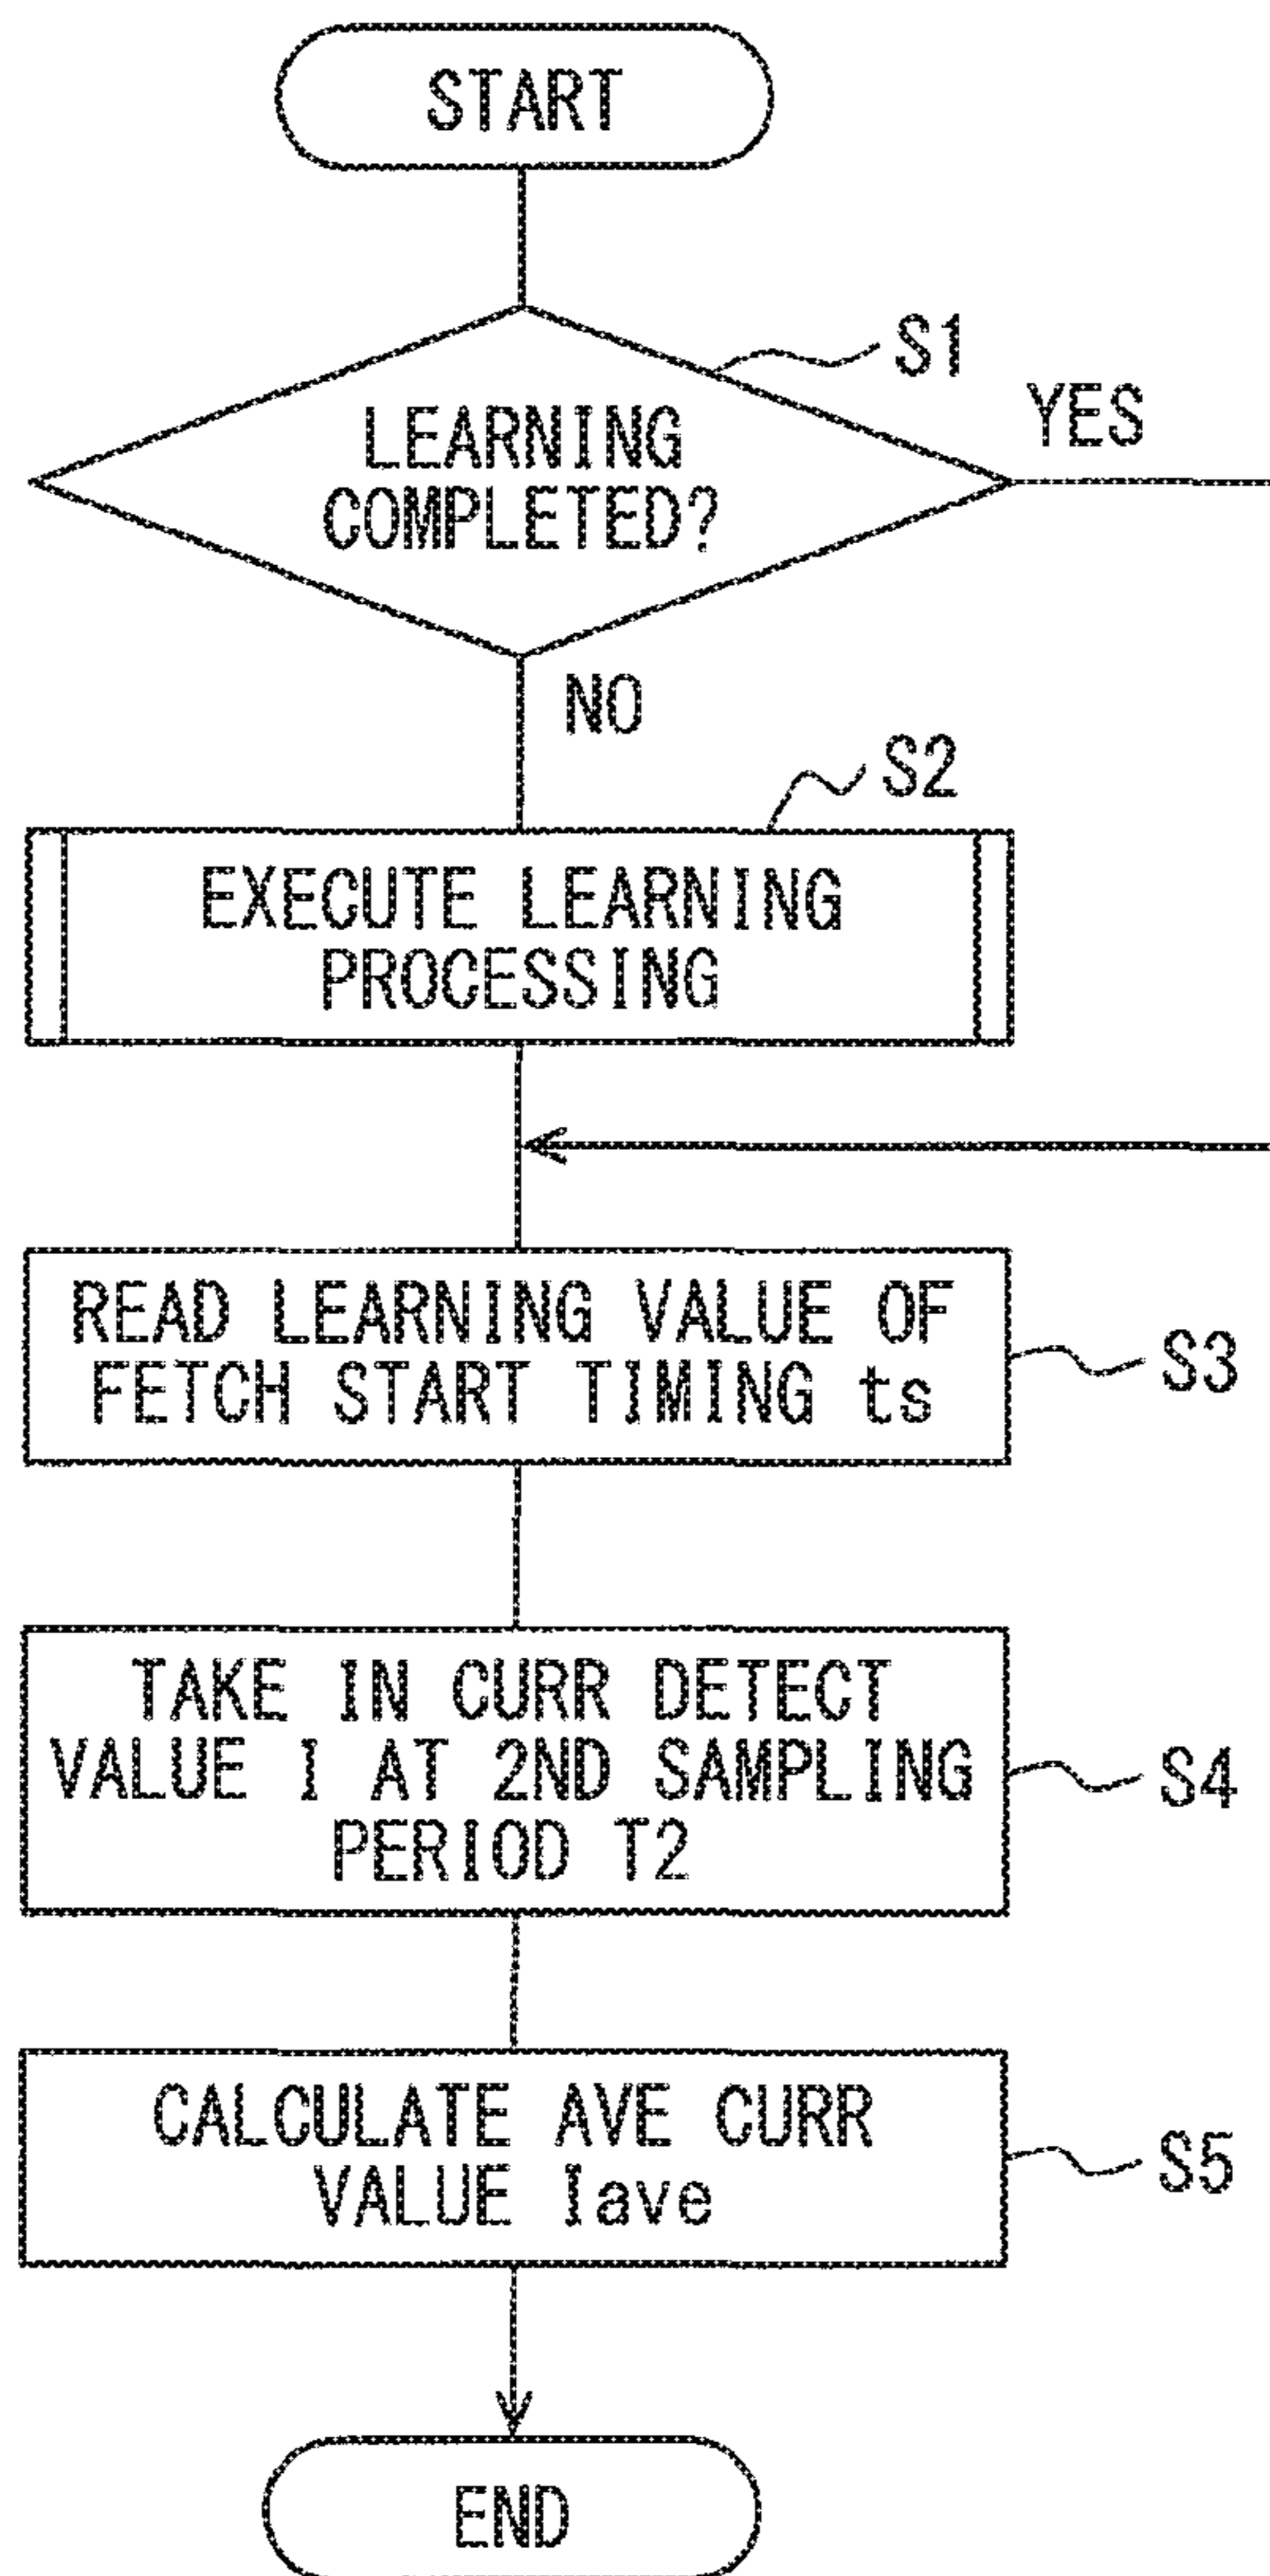 START
S1
YES
LEARNING
COMPLETED?
NO
S2
EXECUTE LEARNING
PROCESSING
READ LEARNING VALUE OF
FETCH START TIMING ts
S3
TAKE IN CURR DETECT
VALUE I AT 2ND SAMPLING
PERIOD T2
S4
CALCULATE AVE CURR
VALUE Iave
S5
END